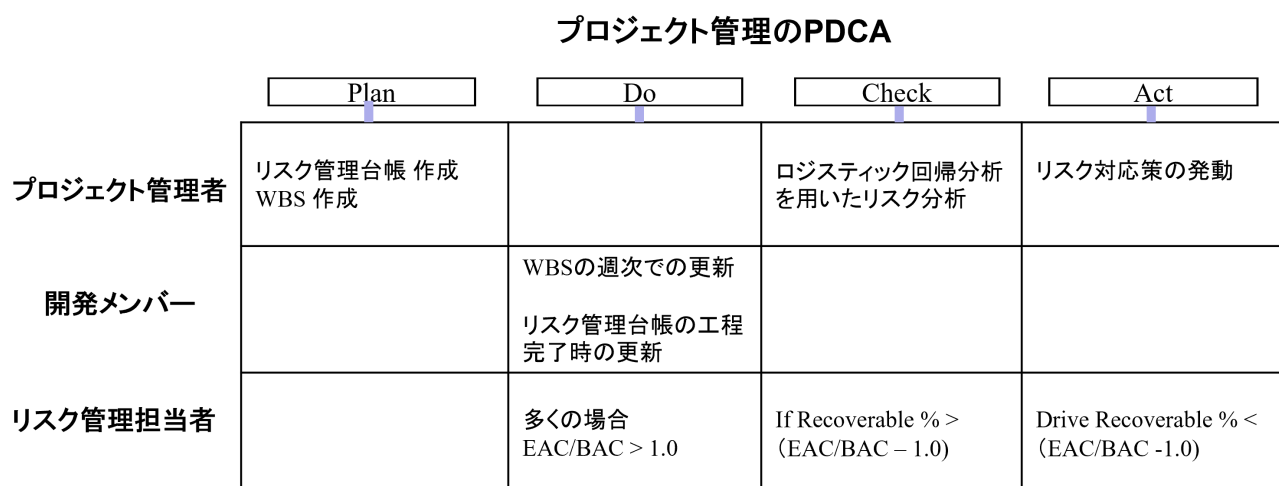 プロジェクト管理のPDCA
Plan
Do
Check
Act
プロジェクト管理者
リスク管理台帳 作成
WBS 作成
ロジスティック回帰分析
を用いたリスク分析
リスク対応策の発動
開発メンバー
WBSの週次での更新
リスク管理台帳の工程
完了時の更新
リスク管理担当者
多くの場合
EAC/BAC > 1.0
If Recoverable % >
（EAC/BAC – 1.0)
Drive Recoverable % <
（EAC/BAC -1.0)